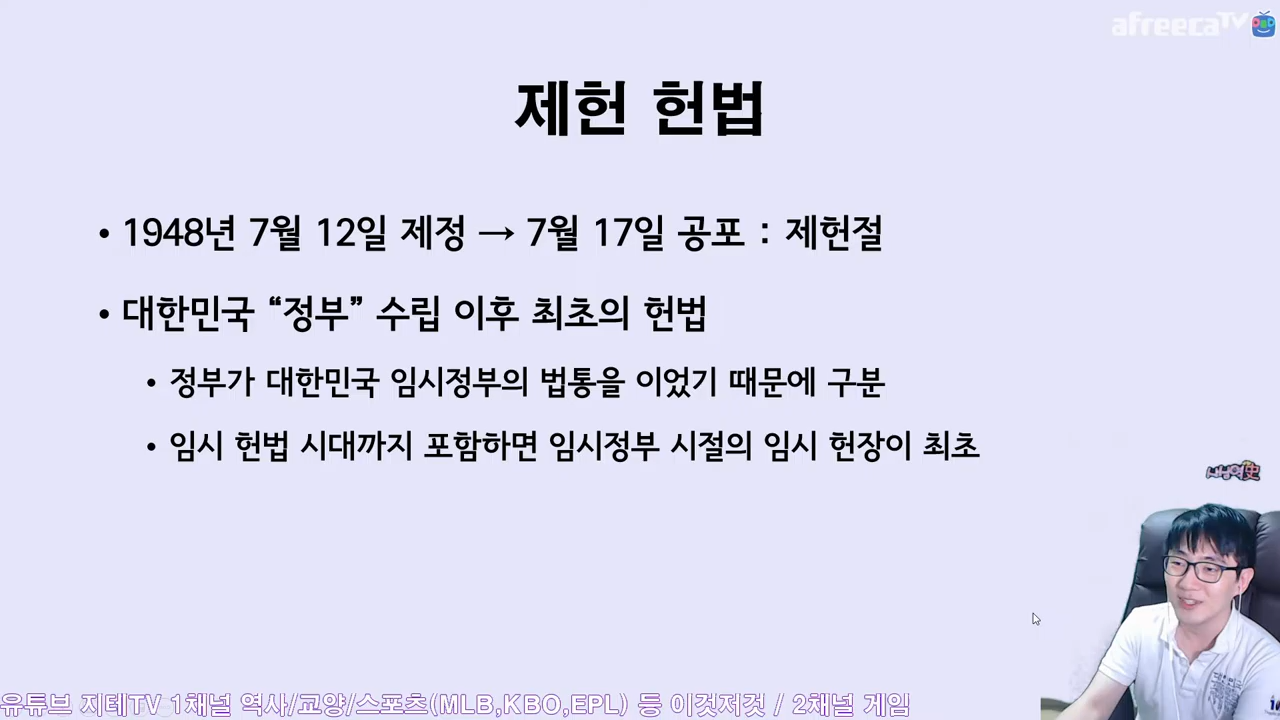 afreecaTV
제헌 헌법
• 1948년 7월 12일 제정 → 7월 17일 공포 : 제헌절
• 대한민국 “정부” 수립 이후 최초의 헌법
• 정부가 대한민국 임시정부의 법통을 이었기 때문에 구분
• 임시 헌법 시대까지 포함하면 임시정부 시절의 임시 헌장이 최초
유튜브 지테TV 1채널 역사/교양/스포츠(MLB,KBO,EPL) 등 이것저것 / 2채널 게임